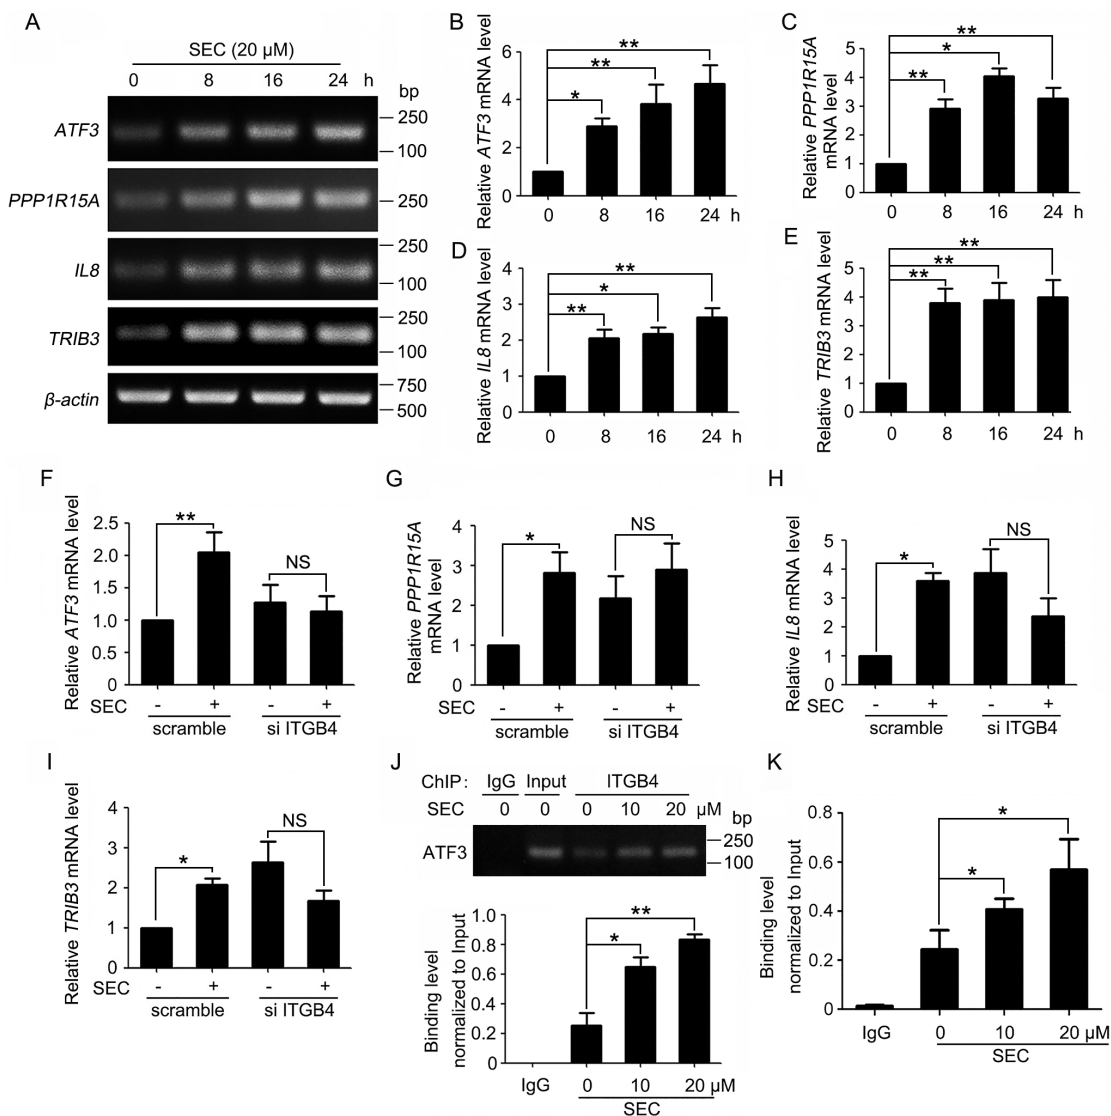 A
SEC (20 µM)
0 8 16 24 h
bp
ATF3
250
100
PPP1R15A
250
IL8
250
100
TRIB3
250
100
β-actin
750
500
B
Relative ATF3 mRNA level
6
4
2
0
* ** **
0 8 16 24 h
C
Relative PPP1R15A
mRNA level
5
4
3
2
1
0
** * **
0 8 16 24 h
D
Relative IL8 mRNA level
4
3
2
1
0
** * **
0 8 16 24 h
E
Relative TRIB3 mRNA level
5
4
3
2
1
0
** ** **
0 8 16 24 h
F
Relative ATF3 mRNA level
2.5
2.0
1.5
1.0
0.5
0
** NS
SEC - + - +
scramble si ITGB4
G
Relative PPP1R15A
mRNA level
4
3
2
1
0
* NS
SEC - + - +
scramble si ITGB4
H
Relative IL8 mRNA level
5
4
3
2
1
0
* NS
SEC - + - +
scramble si ITGB4
I
Relative TRIB3 mRNA level
4
3
2
1
0
* NS
SEC - + - +
scramble si ITGB4
J
ChIP: IgG Input ITGB4
SEC 0 0 0 10 20 µM
bp
ATF3
250
100
Binding level
normalized to Input
1.0
0.8
0.6
0.4
0.2
0
* **
IgG 0 10 20 µM
SEC
K
Binding level
normalized to Input
0.8
0.6
0.4
0.2
0
* *
IgG 0 10 20 µM
SEC